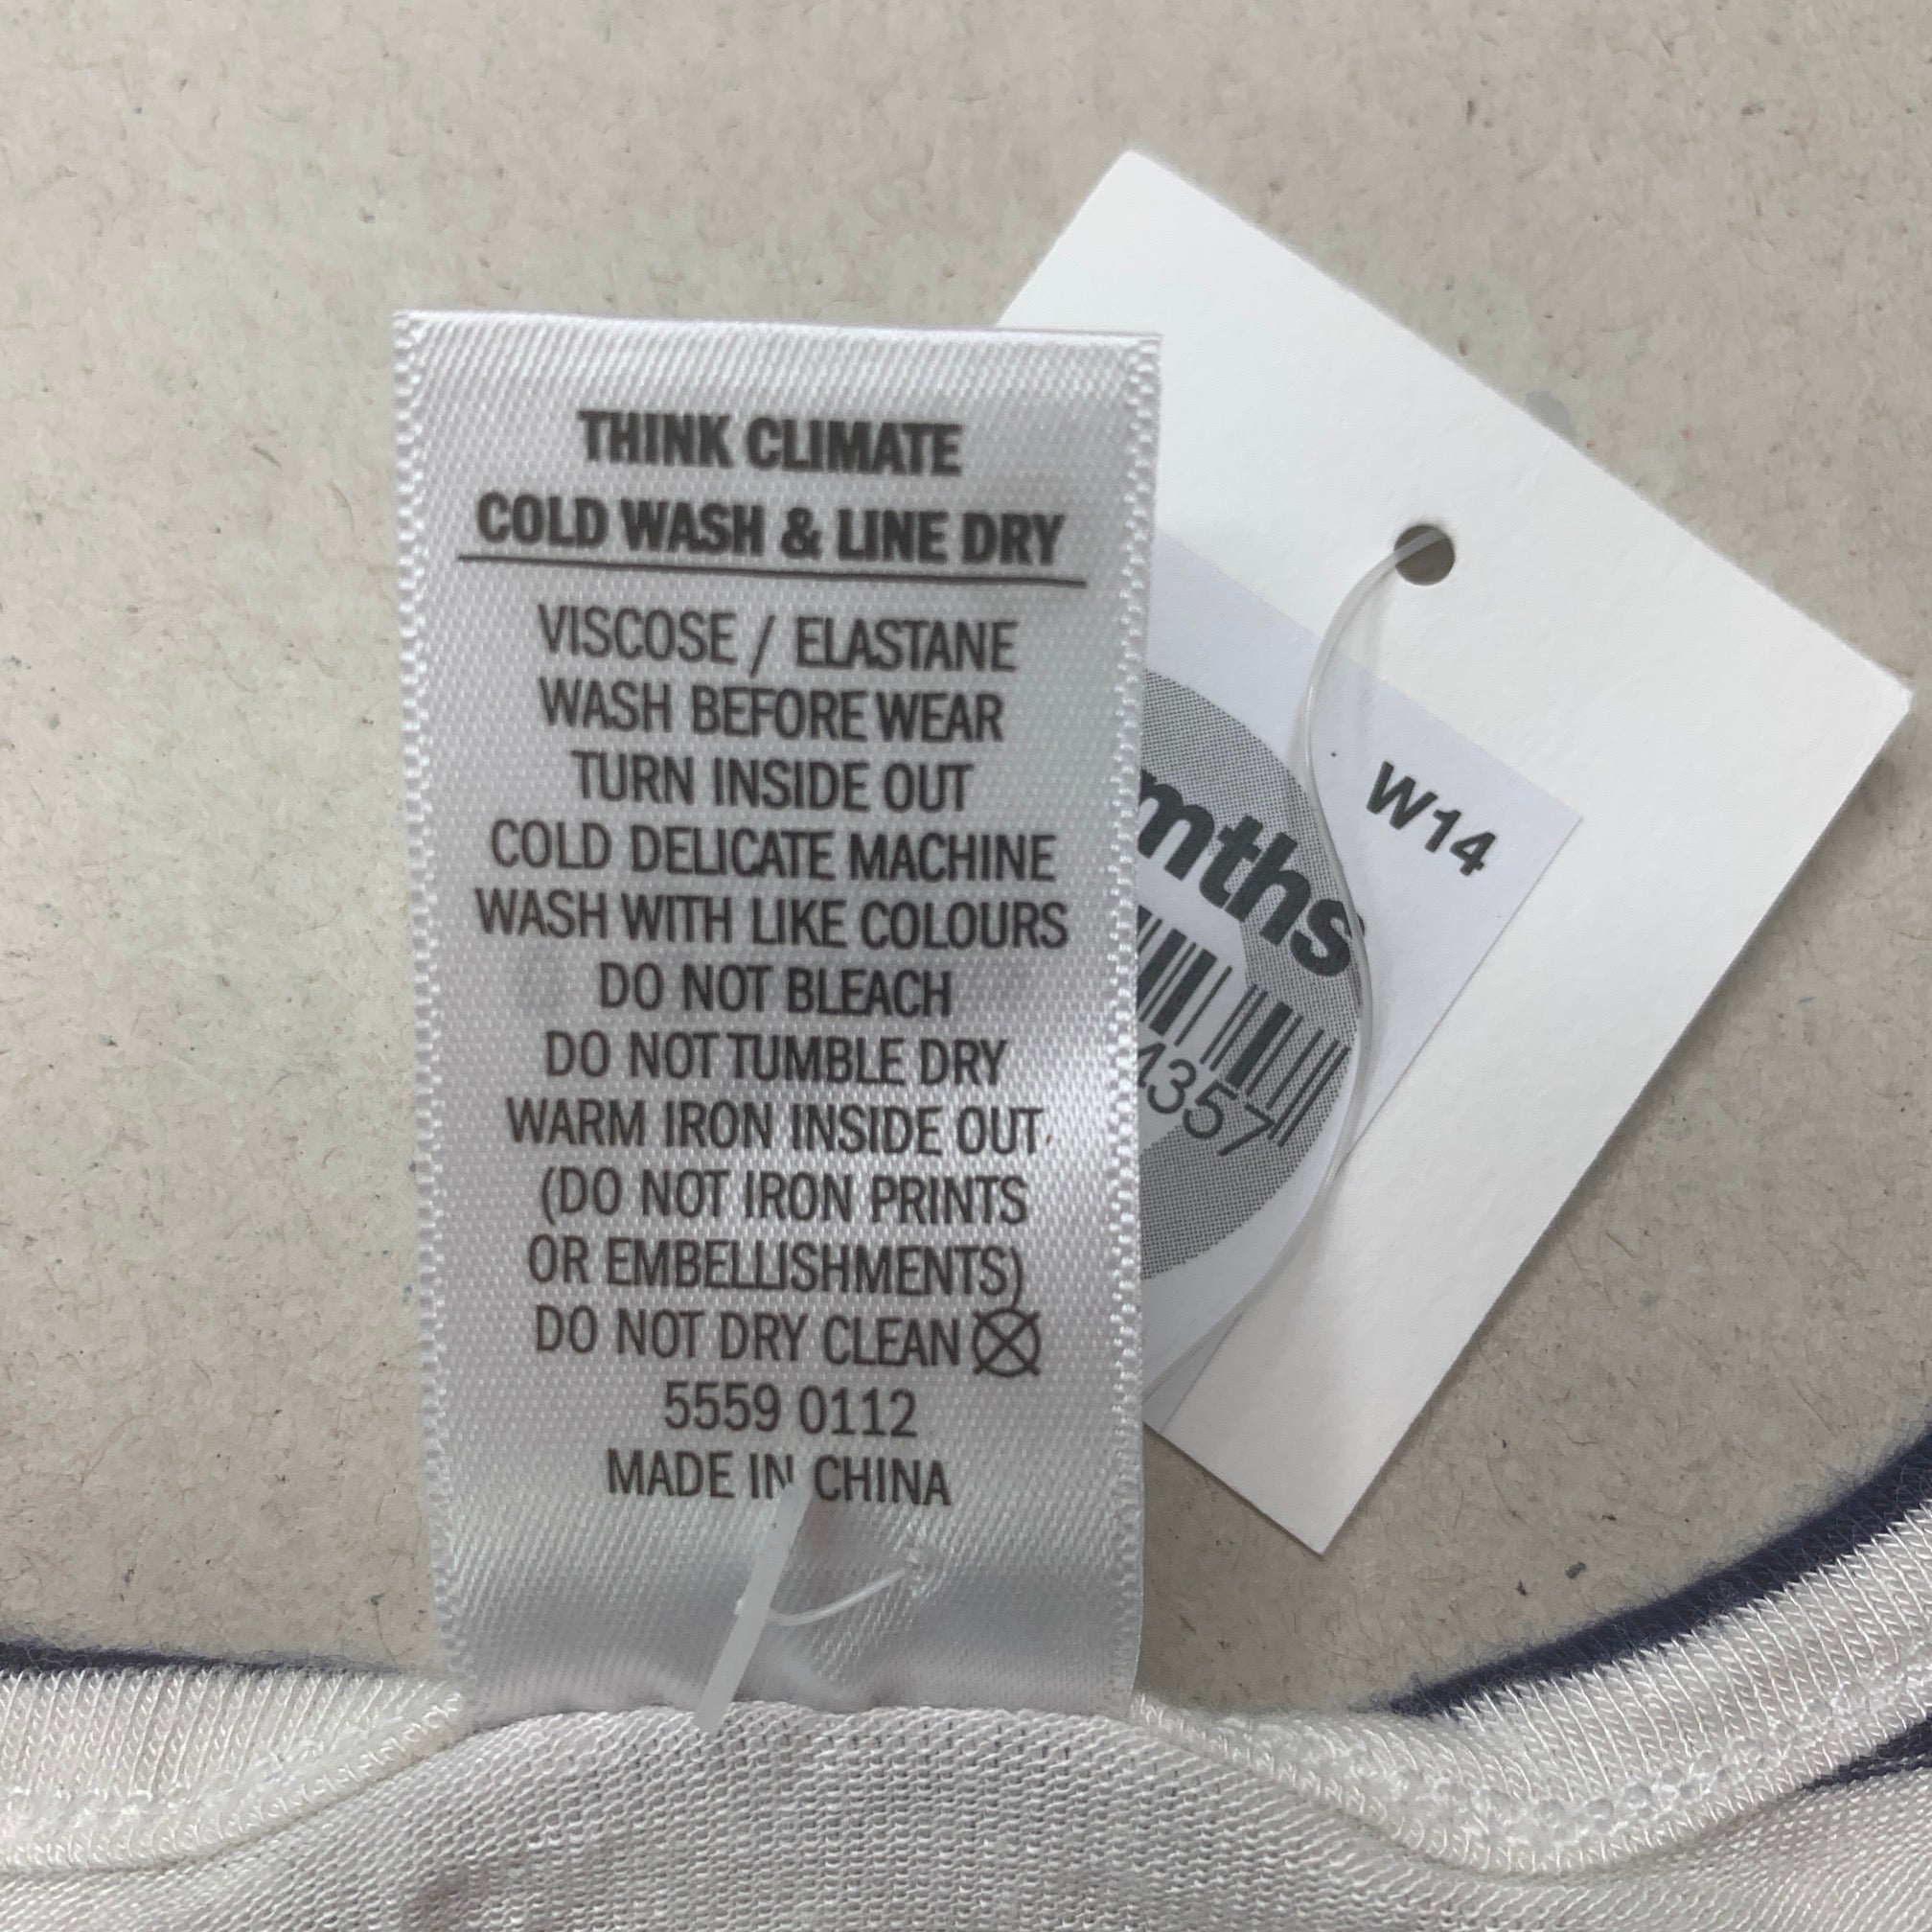 THINK CLIMATE
COLD WASH & LINE DRY
VISCOSE / ELASTANE
WASH BEFORE WEAR
TURN INSIDE OUT
COLD DELICATE MACHINE
WASH WITH LIKE COLOURS
DO NOT BLEACH
DO NOT TUMBLE DRY
WARM IRON INSIDE OUT
(DO NOT IRON PRINTS
OR EMBELLISHMENTS)
DO NOT DRY CLEAN
5559 0112
MADE IN CHINA
W14
mths
4357